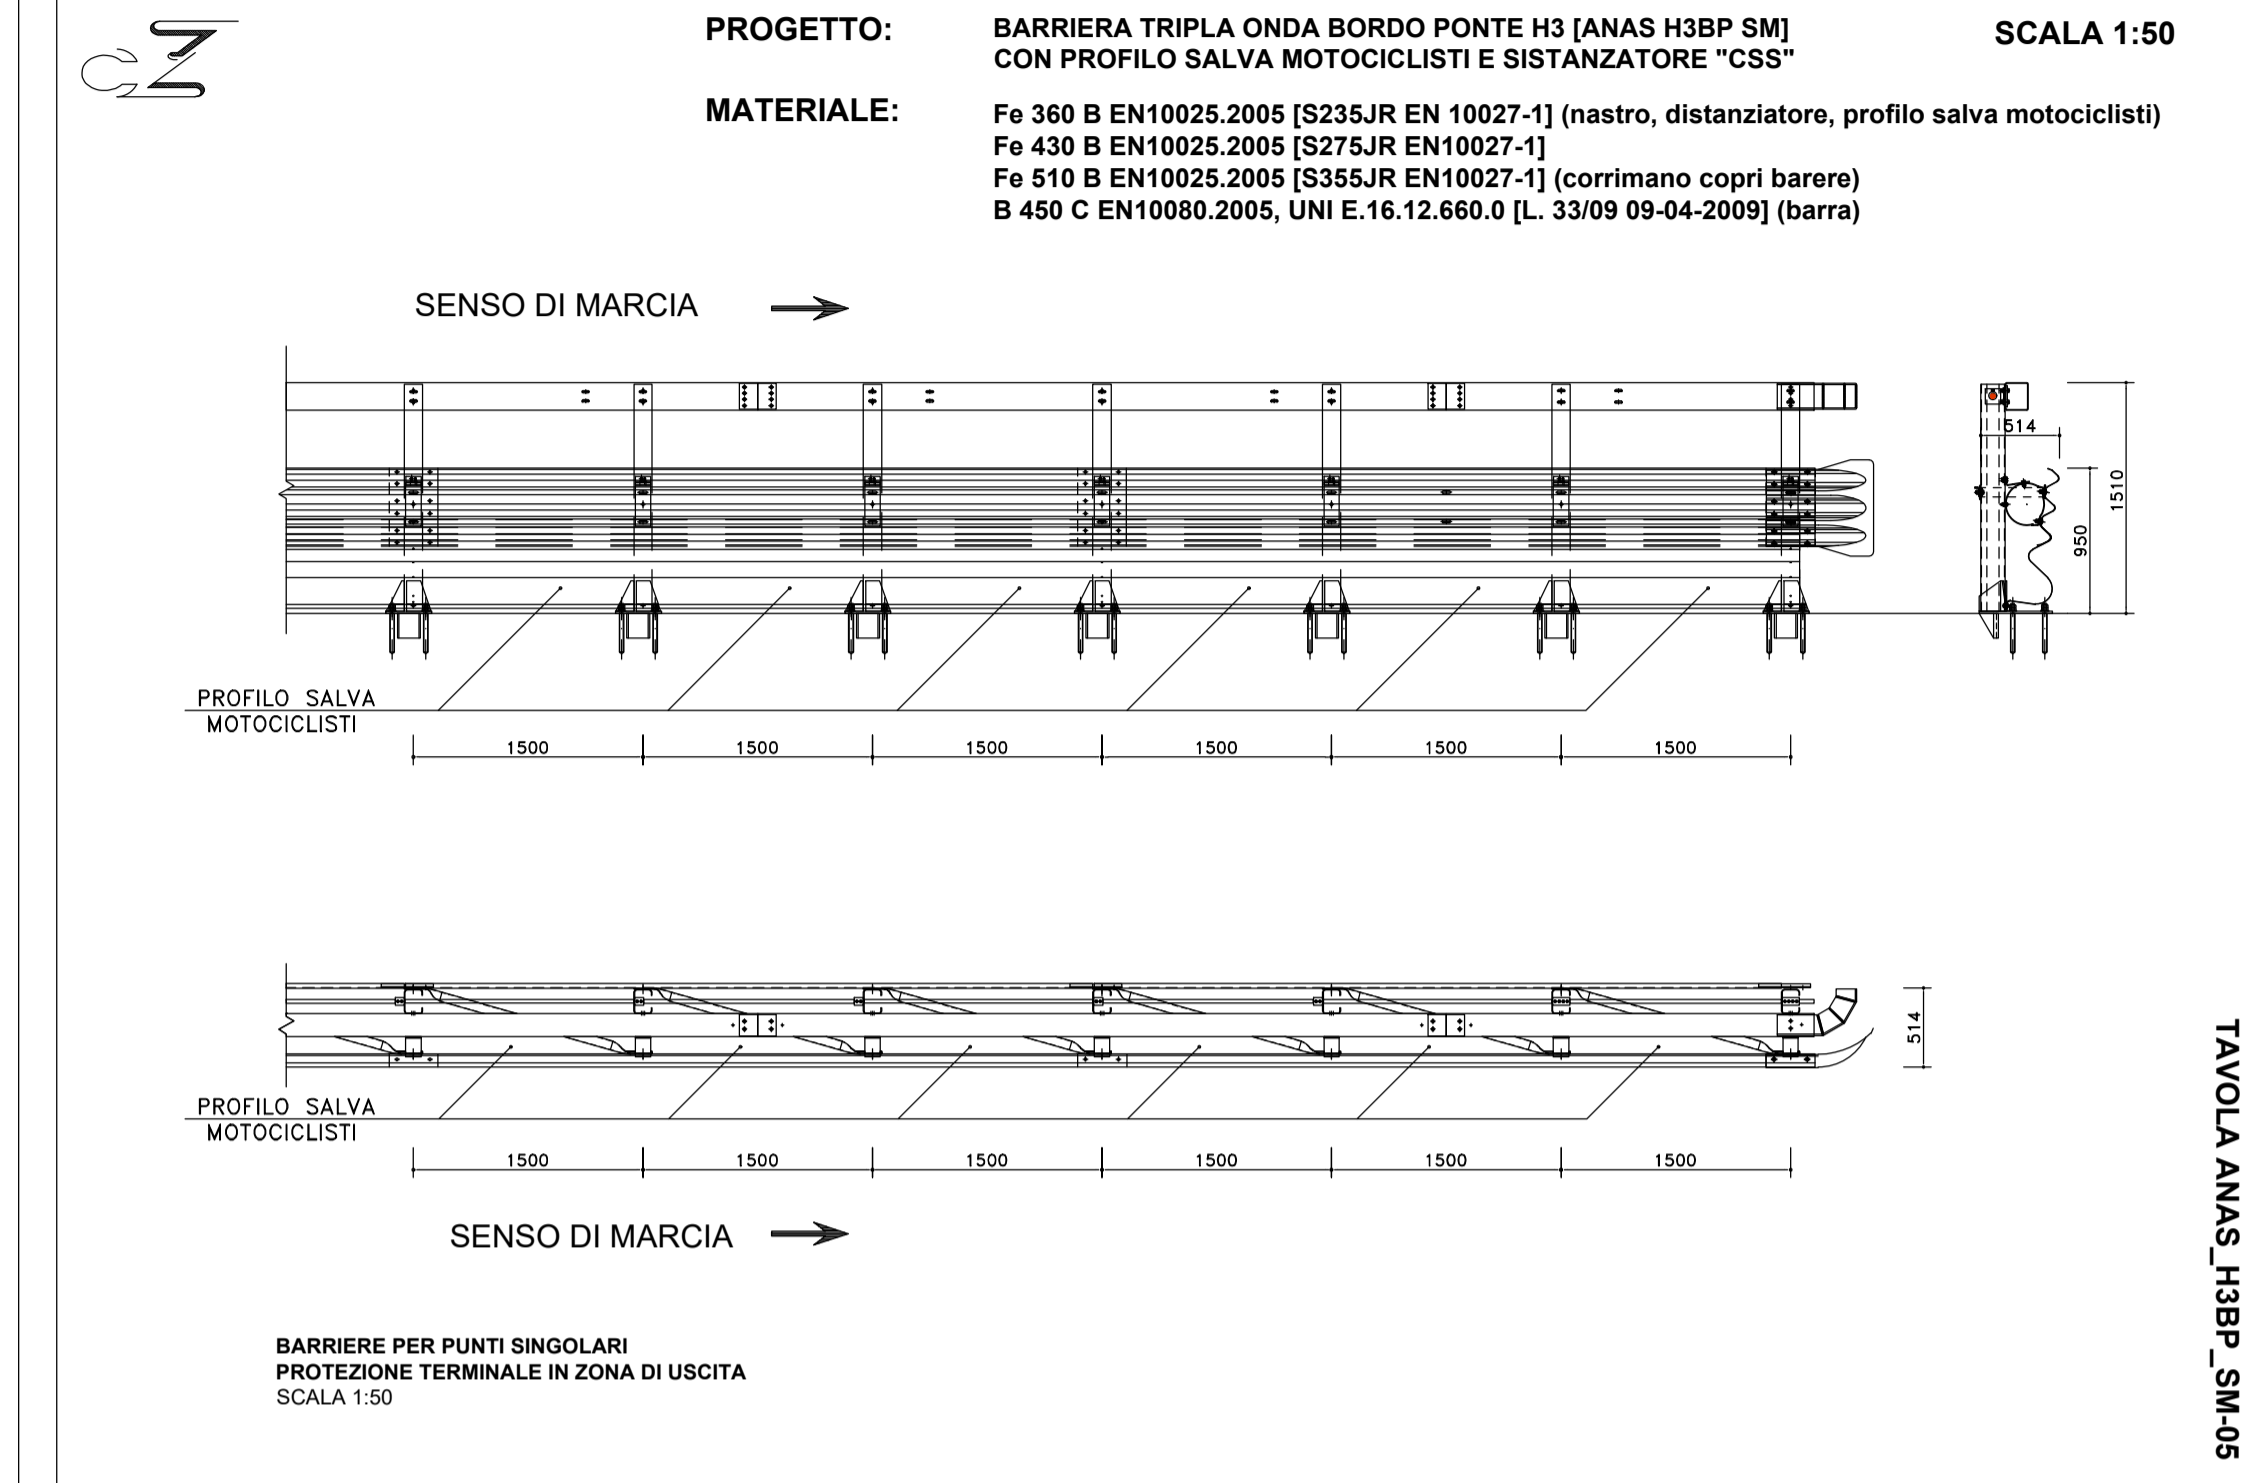 CZ
PROGETTO:
BARRIERA TRIPLA ONDA BORDO PONTE H3 [ANAS H3BP SM]
CON PROFILO SALVA MOTOCICLISTI E SISTANZATORE "CSS"
SCALA 1:50
MATERIALE:
Fe 360 B EN10025.2005 [S235JR EN 10027-1] (nastro, distanziatore, profilo salva motociclisti)
Fe 430 B EN10025.2005 [S275JR EN10027-1]
Fe 510 B EN10025.2005 [S355JR EN10027-1] (corrimano copri barere)
B 450 C EN10080.2005, UNI E.16.12.660.0 [L. 33/09 09-04-2009] (barra)
SENSO DI MARCIA
514
950
1510
PROFILO SALVA
MOTOCICLISTI
1500 1500 1500 1500 1500 1500
514
PROFILO SALVA
MOTOCICLISTI
1500 1500 1500 1500 1500 1500
SENSO DI MARCIA
BARRIERE PER PUNTI SINGOLARI
PROTEZIONE TERMINALE IN ZONA DI USCITA
SCALA 1:50
TAVOLA ANAS_H3BP_SM-05